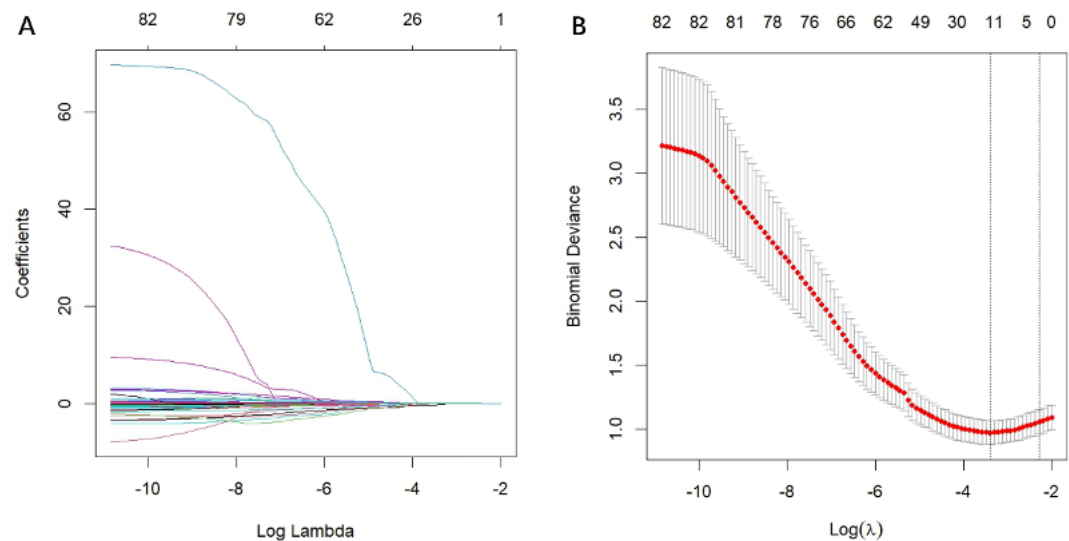 A
82 79 62 26 1
Coefficients
60
40
20
0
-10 -8 -6 -4 -2
Log Lambda
B
82 82 81 78 76 66 62 49 30 11 5 0
Binomial Deviance
3.5
3.0
2.5
2.0
1.5
1.0
-10 -8 -6 -4 -2
Log(λ)